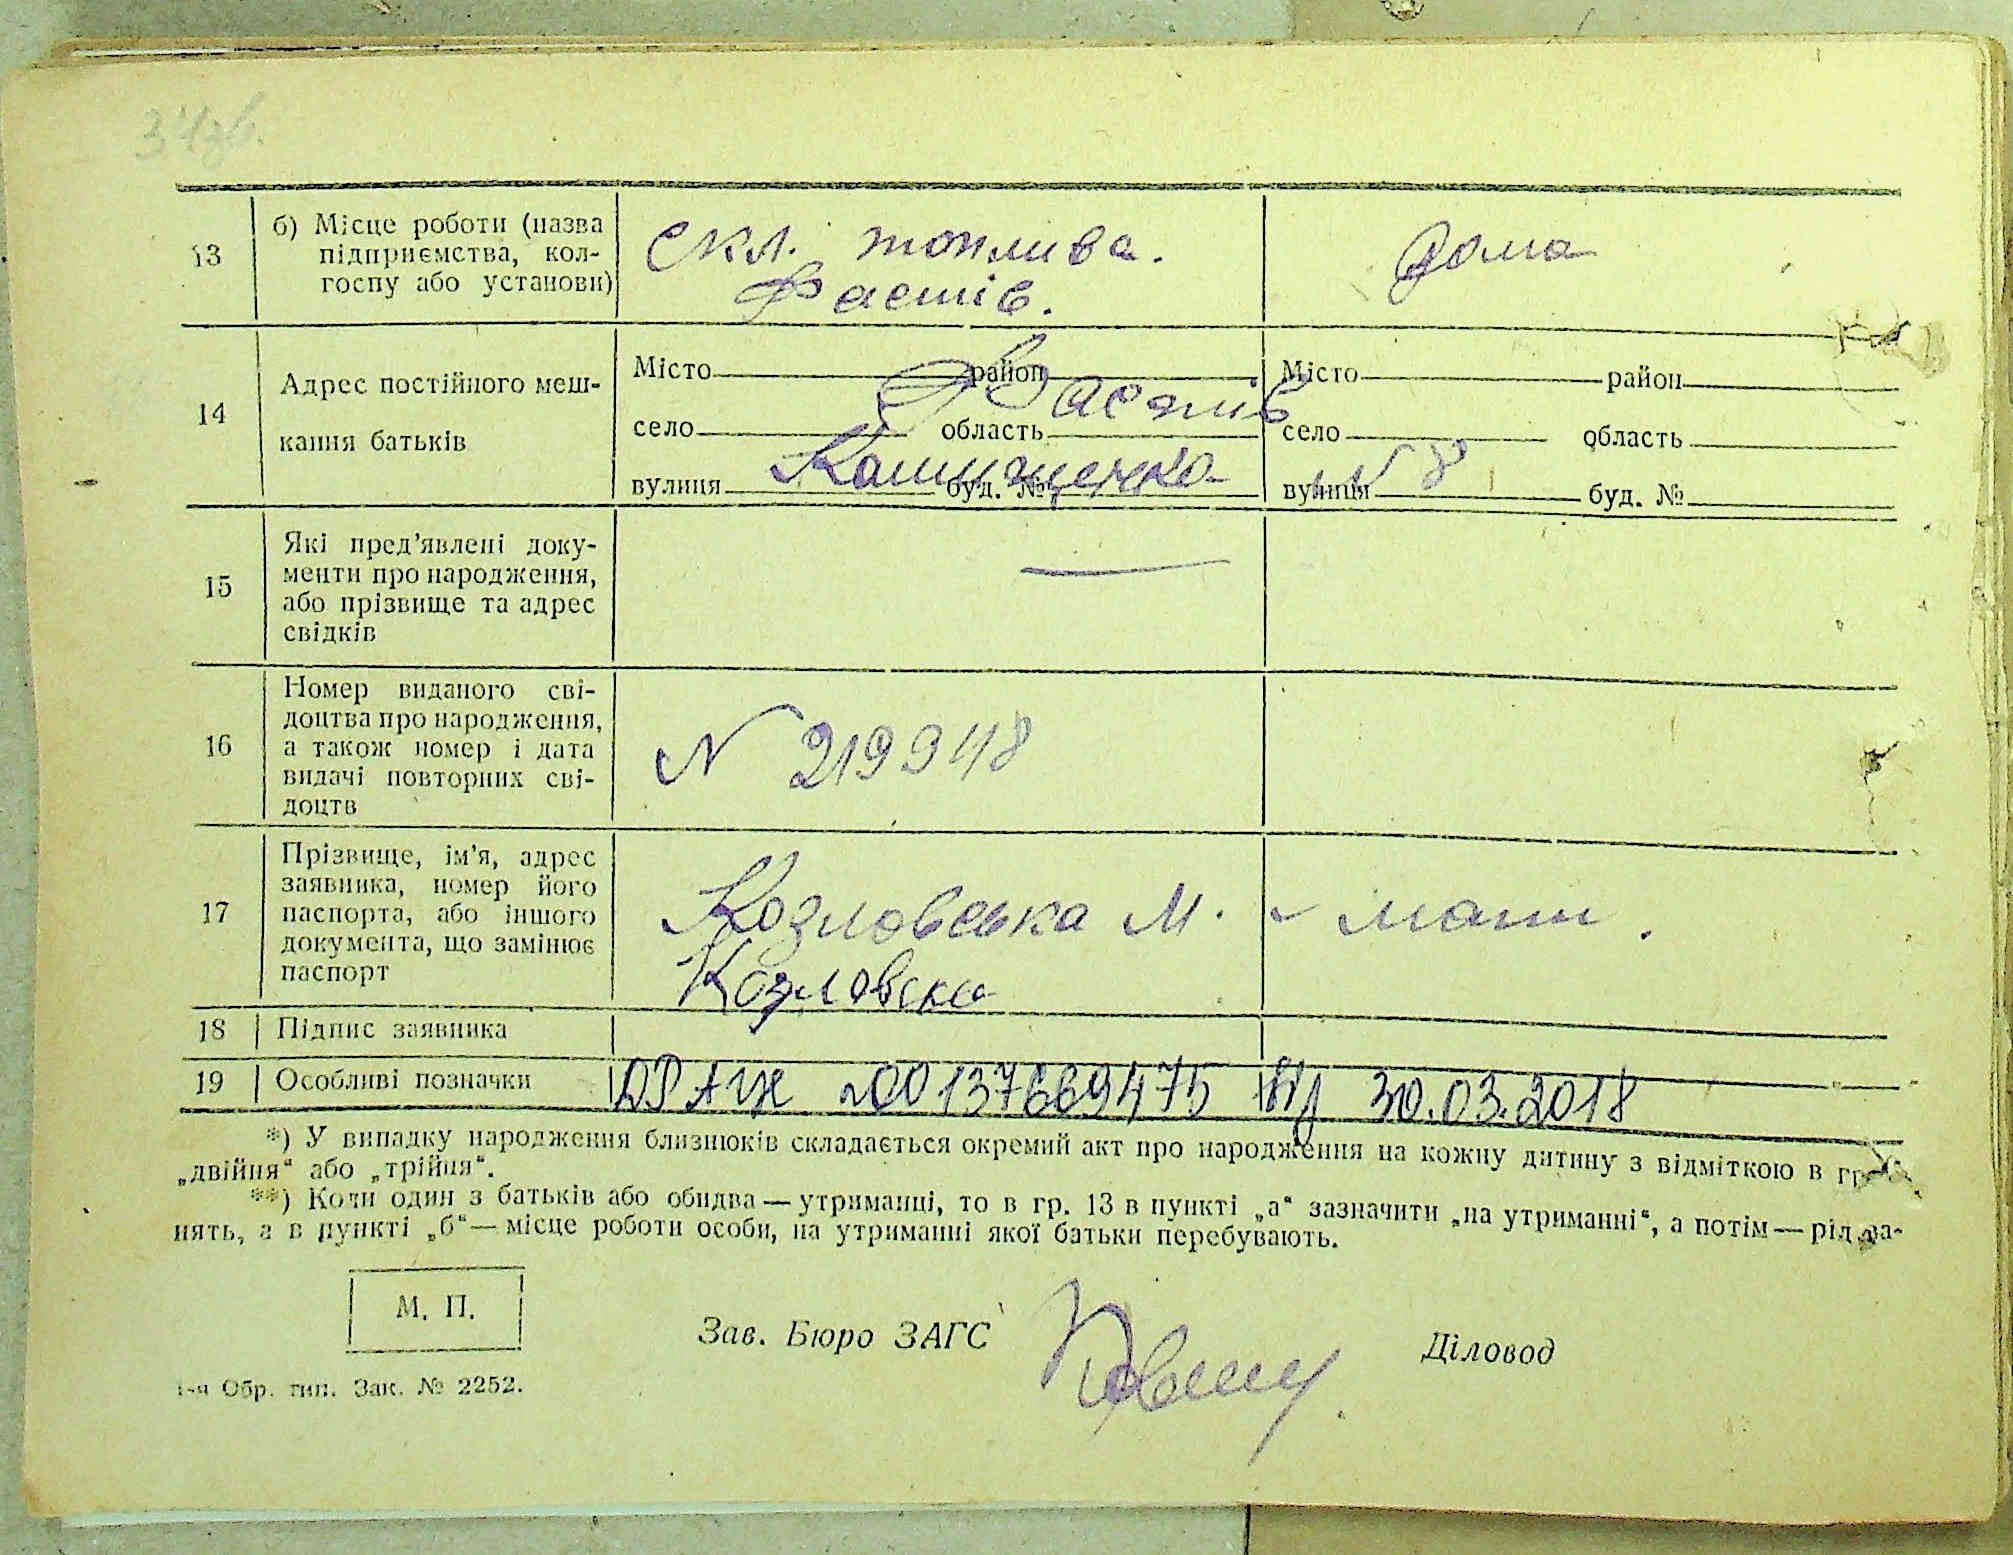 34зв.
13
б) Місце роботи (назва
підприємства, кол-
госпу або установи)
Скл. топлива.
Фастів.
дома
14
Адрес постійного меш-
кання батьків
Місто район
Фастів
село область
вулиця буд. №
Місто район
село область
N 8
вулиця буд. №
15
Які пред’явлені доку-
менти про народження,
або прізвище та адрес
свідків
—
16
Номер виданого сві-
доцтва про народження,
а також номер і дата
видачі повторних сві-
доцтв
N 219948
17
Прізвище, ім’я, адрес
заявника, номер його
паспорта, або іншого
документа, що замінює
паспорт
Козловська М. - мати.
Козловска
18 Підпис заявника
19 Особливі позначки
ДРАЦС 00137669475 30.03.2018
*) У випадку народження близнюків складається окремий акт про народження на кожну дитину з відміткою в гр.
„двійня“ або „трійня“.
**) Коли один з батьків або обидва — утриманці, то в гр. 13 в пункті „а“ зазначити „на утриманні“, а потім — рід за-
нять, а в пункті „б“ — місце роботи особи, на утриманні якої батьки перебувають.
М. П.
Зав. Бюро ЗАГС
Діловод
1-я Обр. тип. Зак. № 2252.